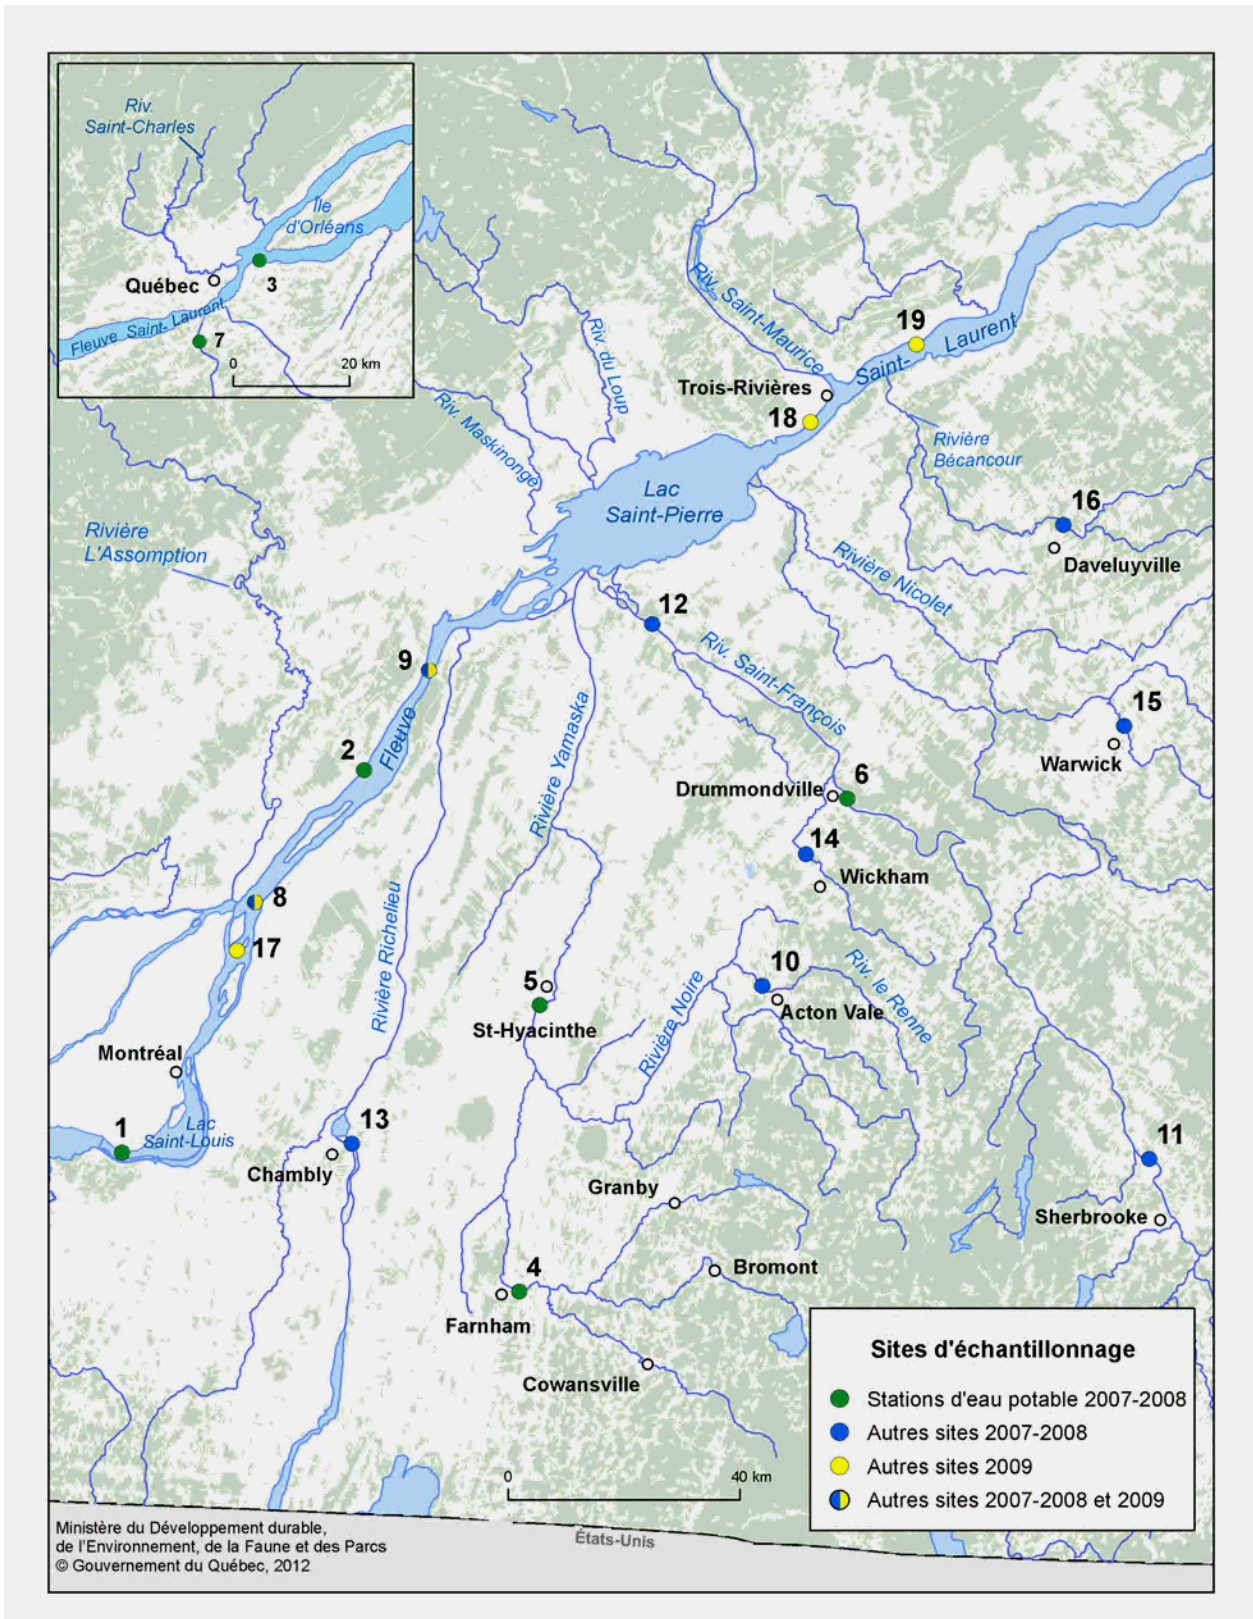 Riv.
Saint-Charles
Ile
d'Orléans
Québec
3
Fleuve Saint-Laurent
7
0 20 km
Riv. Saint-Maurice
19
Saint-Laurent
Riv. du Loup
Trois-Rivières
18
Riv. Maskinongé
Rivière
Bécancour
Lac
Saint-Pierre
16
Rivière
L'Assomption
Daveluyville
Rivière Nicolet
12
9
Riv. Saint-François
15
Fleuve
2
Rivière Yamaska
Warwick
6
Drummondville
14
Wickham
8
17
Rivière Richelieu
10
5
Riv. le Renne
Acton Vale
St-Hyacinthe
Rivière Noire
Montréal
1
Lac
Saint-Louis
13
11
Chambly
Granby
Sherbrooke
4
Bromont
Farnham
Cowansville
Sites d'échantillonnage
Stations d'eau potable 2007-2008
Autres sites 2007-2008
Autres sites 2009
Autres sites 2007-2008 et 2009
0 40 km
États-Unis
Ministère du Développement durable,
de l'Environnement, de la Faune et des Parcs
© Gouvernement du Québec, 2012